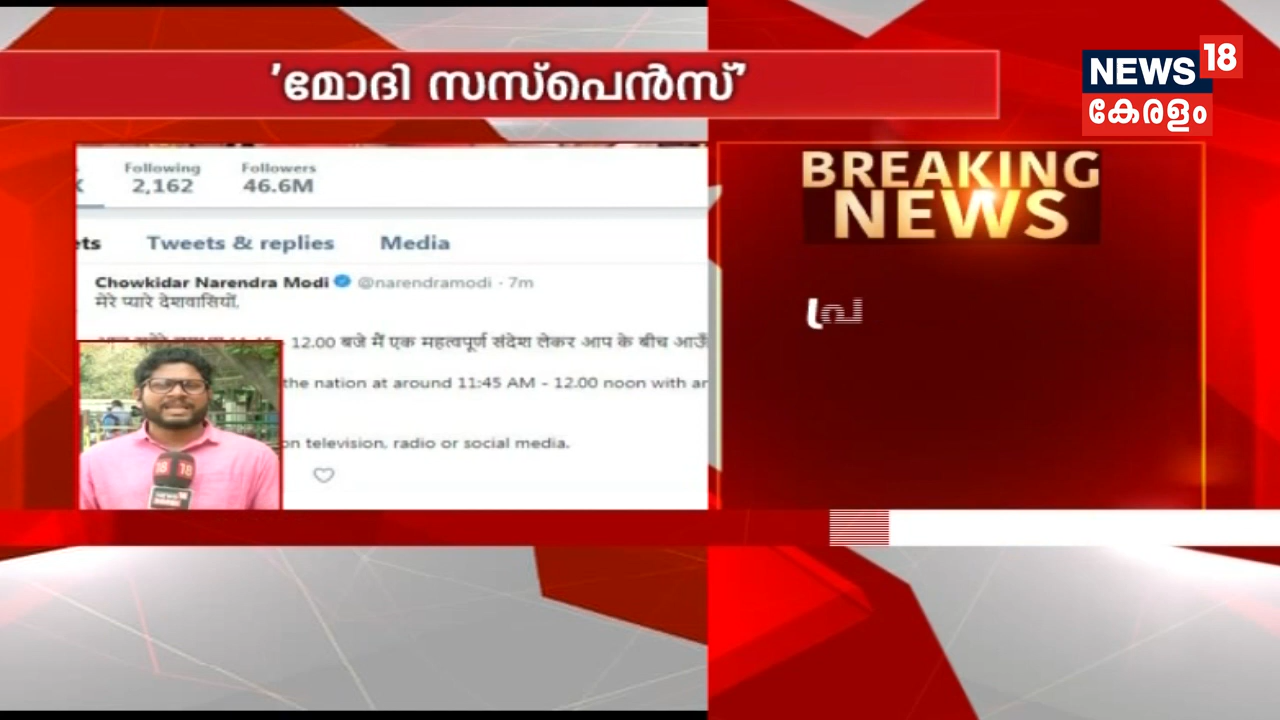 'മോദി സസ്പെൻസ്'
NEWS 18
കേരളം
BREAKING
NEWS
പ്ര
Following
Followers
2,162
46.6M
Tweets & replies
Media
Chowkidar Narendra Modi @narendramodi · 7m
मेरे प्यारे देशवासियों,
- 12.00 बजे मैं एक महत्वपूर्ण संदेश लेकर आप के बीच आऊँ
the nation at around 11:45 AM - 12.00 noon with an
on television, radio or social media.
18 18